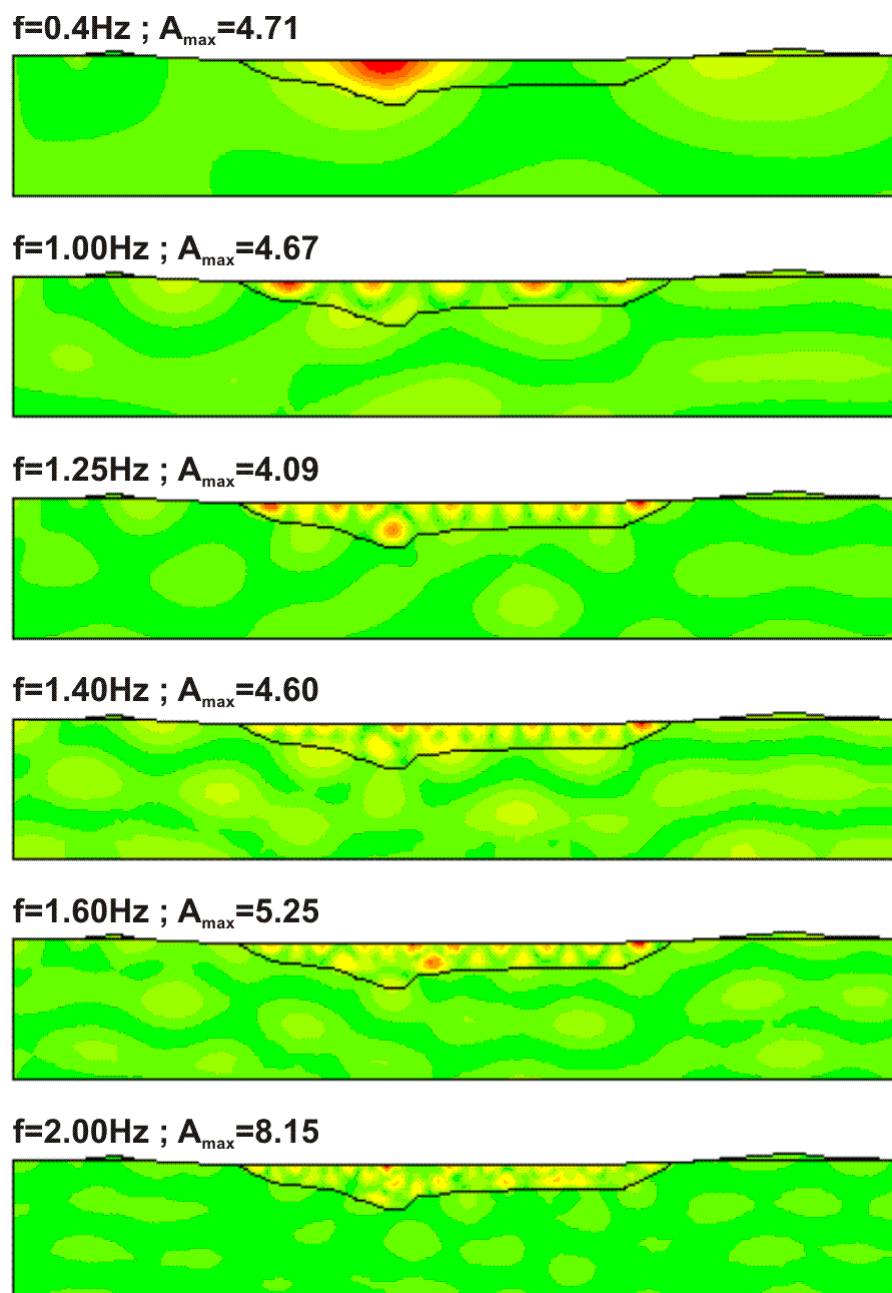 f=0.4Hz ; Amax=4.71
f=1.00Hz ; Amax=4.67
f=1.25Hz ; Amax=4.09
f=1.40Hz ; Amax=4.60
f=1.60Hz ; Amax=5.25
f=2.00Hz ; Amax=8.15